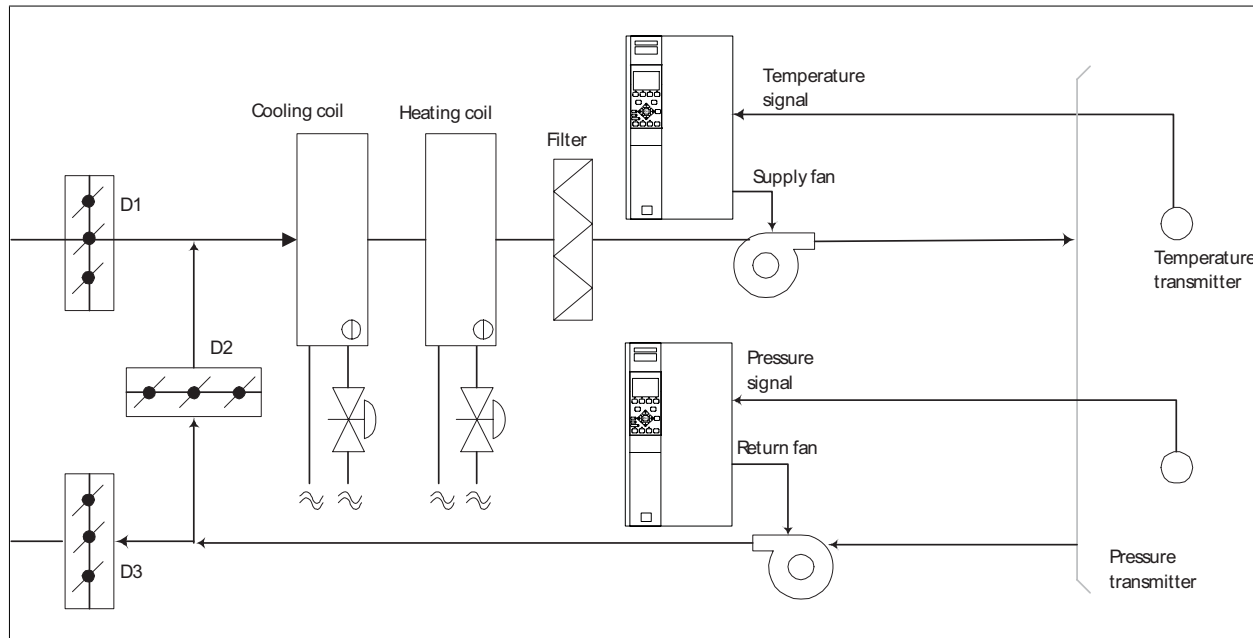 Cooling coil
Heating coil
Filter
Temperature
signal
Supply fan
D1
Temperature
transmitter
D2
Pressure
signal
Return fan
D3
Pressure
transmitter